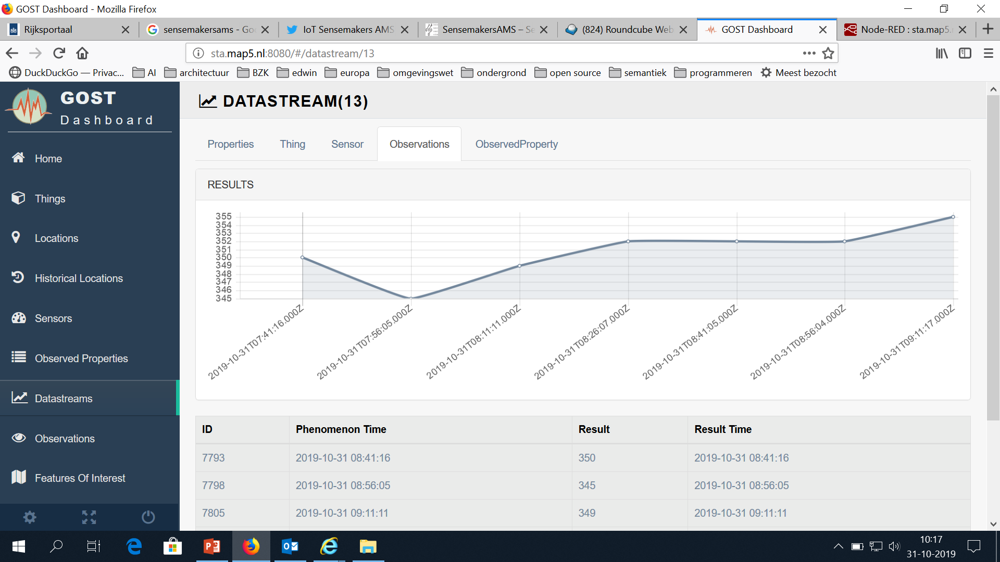 GOST Dashboard - Mozilla Firefox
Rijksportaal
sensemakersams - Go
IoT Sensemakers AMS
SensemakersAMS – Se
(824) Roundcube Web
GOST Dashboard
Node-RED : sta.map5.
sta.map5.nl:8080/#/datastream/13
DuckDuckGo — Privac...
AI
architectuur
BZK
edwin
europa
omgevingswet
ondergrond
open source
semantiek
programmeren
Meest bezocht
GOST
Dashboard
Home
Things
Locations
Historical Locations
Sensors
Observed Properties
Datastreams
Observations
Features Of Interest
DATASTREAM(13)
Properties
Thing
Sensor
Observations
ObservedProperty
RESULTS
355
354
353
352
351
350
349
348
347
346
345
2019-10-31T07:41:16.000Z
2019-10-31T07:56:05.000Z
2019-10-31T08:11:11.000Z
2019-10-31T08:26:07.000Z
2019-10-31T08:41:05.000Z
2019-10-31T08:56:04.000Z
2019-10-31T09:11:17.000Z
ID Phenomenon Time Result Result Time
7793 2019-10-31 08:41:16 350 2019-10-31 08:41:16
7798 2019-10-31 08:56:05 345 2019-10-31 08:56:05
7805 2019-10-31 09:11:11 349 2019-10-31 09:11:11
10:17
31-10-2019